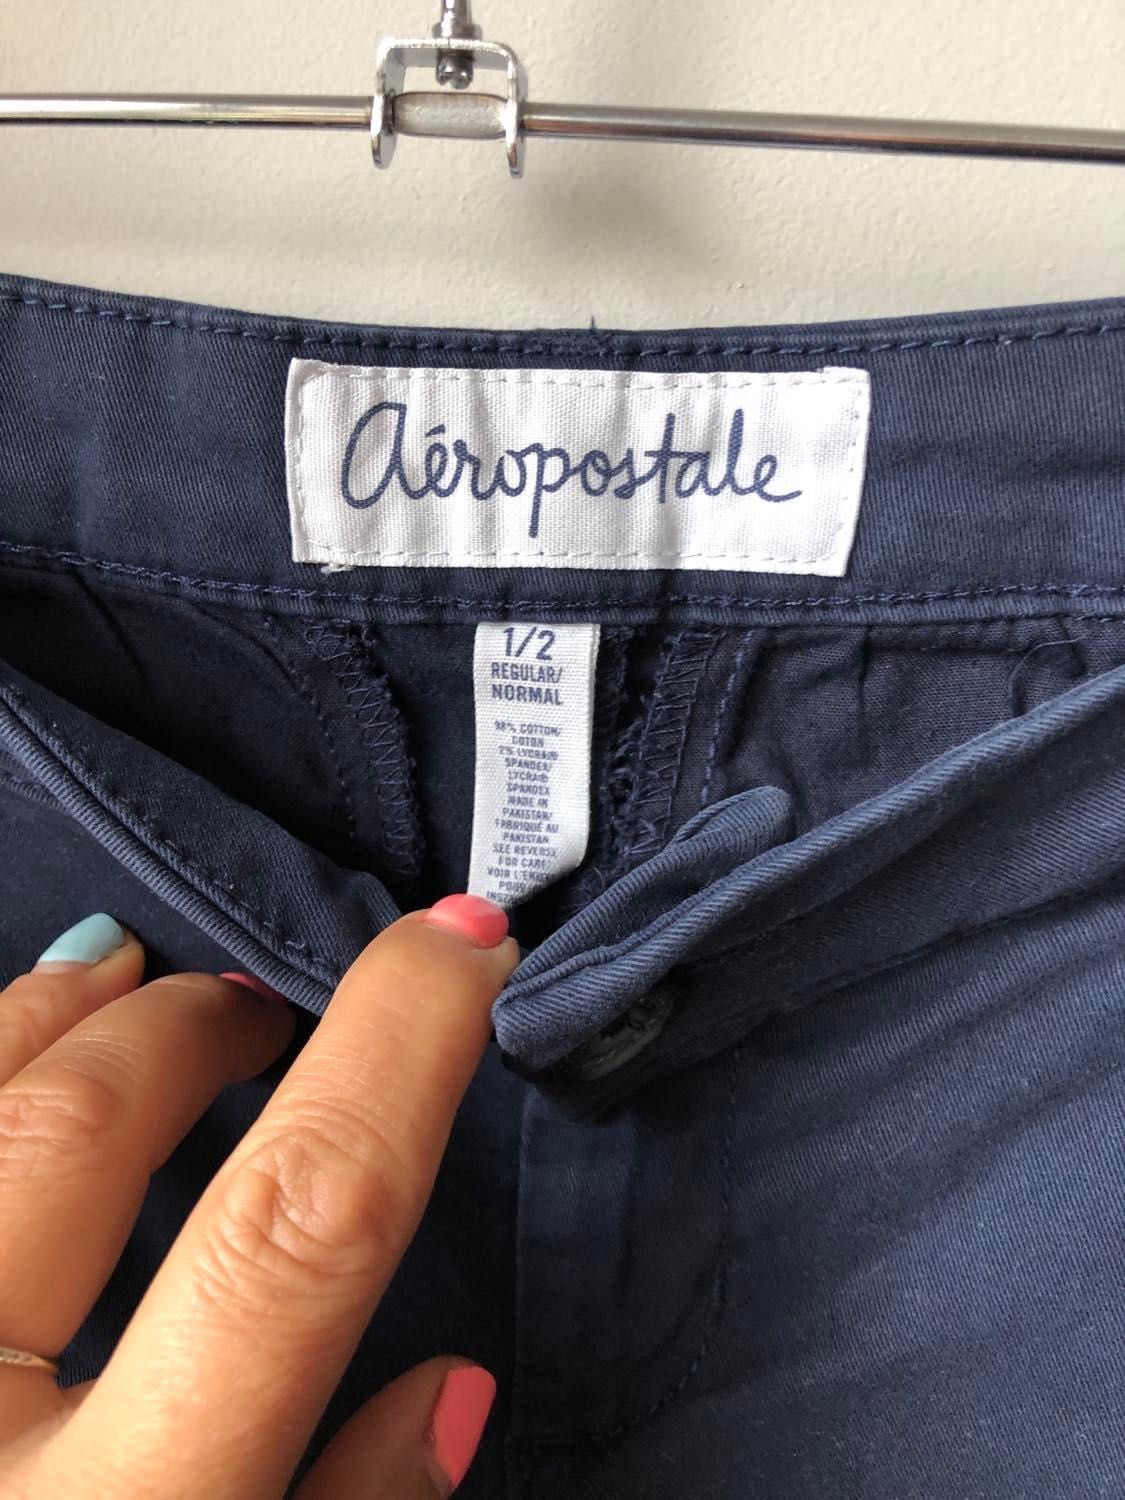 aéropostale
1/2
REGULAR/
NORMAL
98% COTTON/
COTON
2% LYCRA®
SPANDEX/
LYCRA®
SPANDEX
MADE IN
PAKISTAN/
FABRIQUÉ AU
PAKISTAN
SEE REVERSE
FOR CARE/
VOIR
POUR